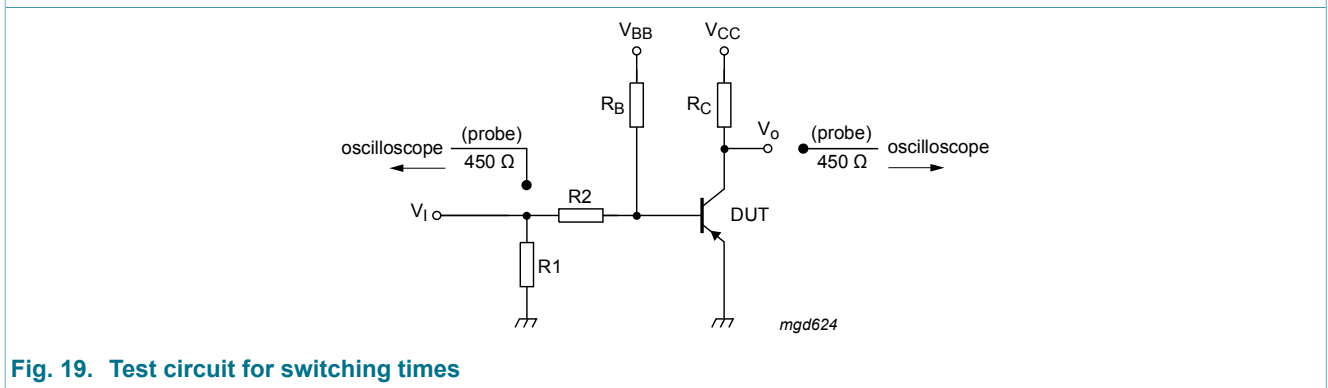 VBB VCC
RB RC
oscilloscope (probe) 450 Ω
Vo (probe) 450 Ω oscilloscope
R2
VI DUT
R1
mgd624
Fig. 19. Test circuit for switching times